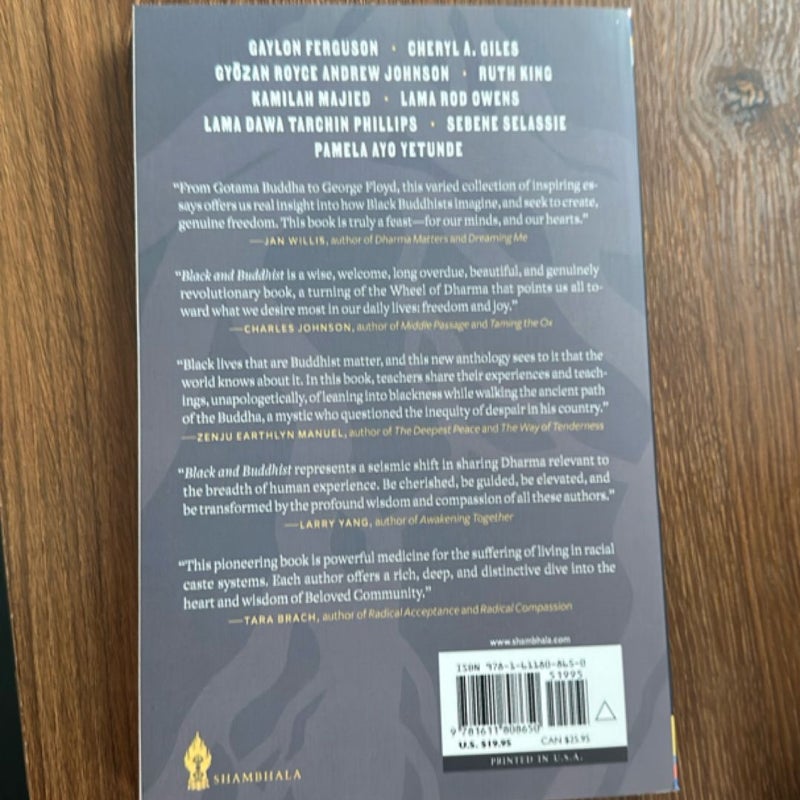 GAYLON FERGUSON · CHERYL A. GILES
GYŌZAN ROYCE ANDREW JOHNSON · RUTH KING
KAMILAH MAJIED · LAMA ROD OWENS
LAMA DAWA TARCHIN PHILLIPS · SEBENE SELASSIE
PAMELA AYO YETUNDE
“From Gotama Buddha to George Floyd, this varied collection of inspiring es-
says offers us real insight into how Black Buddhists imagine, and seek to create,
genuine freedom. This book is truly a feast—for our minds, and our hearts.”
—JAN WILLIS, author of Dharma Matters and Dreaming Me
“Black and Buddhist is a wise, welcome, long overdue, beautiful, and genuinely
revolutionary book, a turning of the Wheel of Dharma that points us all to-
ward what we desire most in our daily lives: freedom and joy.”
—CHARLES JOHNSON, author of Middle Passage and Taming the Ox
“Black lives that are Buddhist matter, and this new anthology sees to it that the
world knows about it. In this book, teachers share their experiences and teach-
ings, unapologetically, of leaning into blackness while walking the ancient path
of the Buddha, a mystic who questioned the inequity of despair in his country.”
—ZENJU EARTHLYN MANUEL, author of The Deepest Peace and The Way of Tenderness
“Black and Buddhist represents a seismic shift in sharing Dharma relevant to
the breadth of human experience. Be cherished, be guided, be elevated, and
be transformed by the profound wisdom and compassion of all these authors.”
—LARRY YANG, author of Awakening Together
“This pioneering book is powerful medicine for the suffering of living in racial
caste systems. Each author offers a rich, deep, and distinctive dive into the
heart and wisdom of Beloved Community.”
—TARA BRACH, author of Radical Acceptance and Radical Compassion
www.shambhala.com
ISBN 978-1-61180-865-0
51995
9 781611 808650
U.S. $19.95 CAN $25.95
PRINTED IN U.S.A.
SHAMBHALA